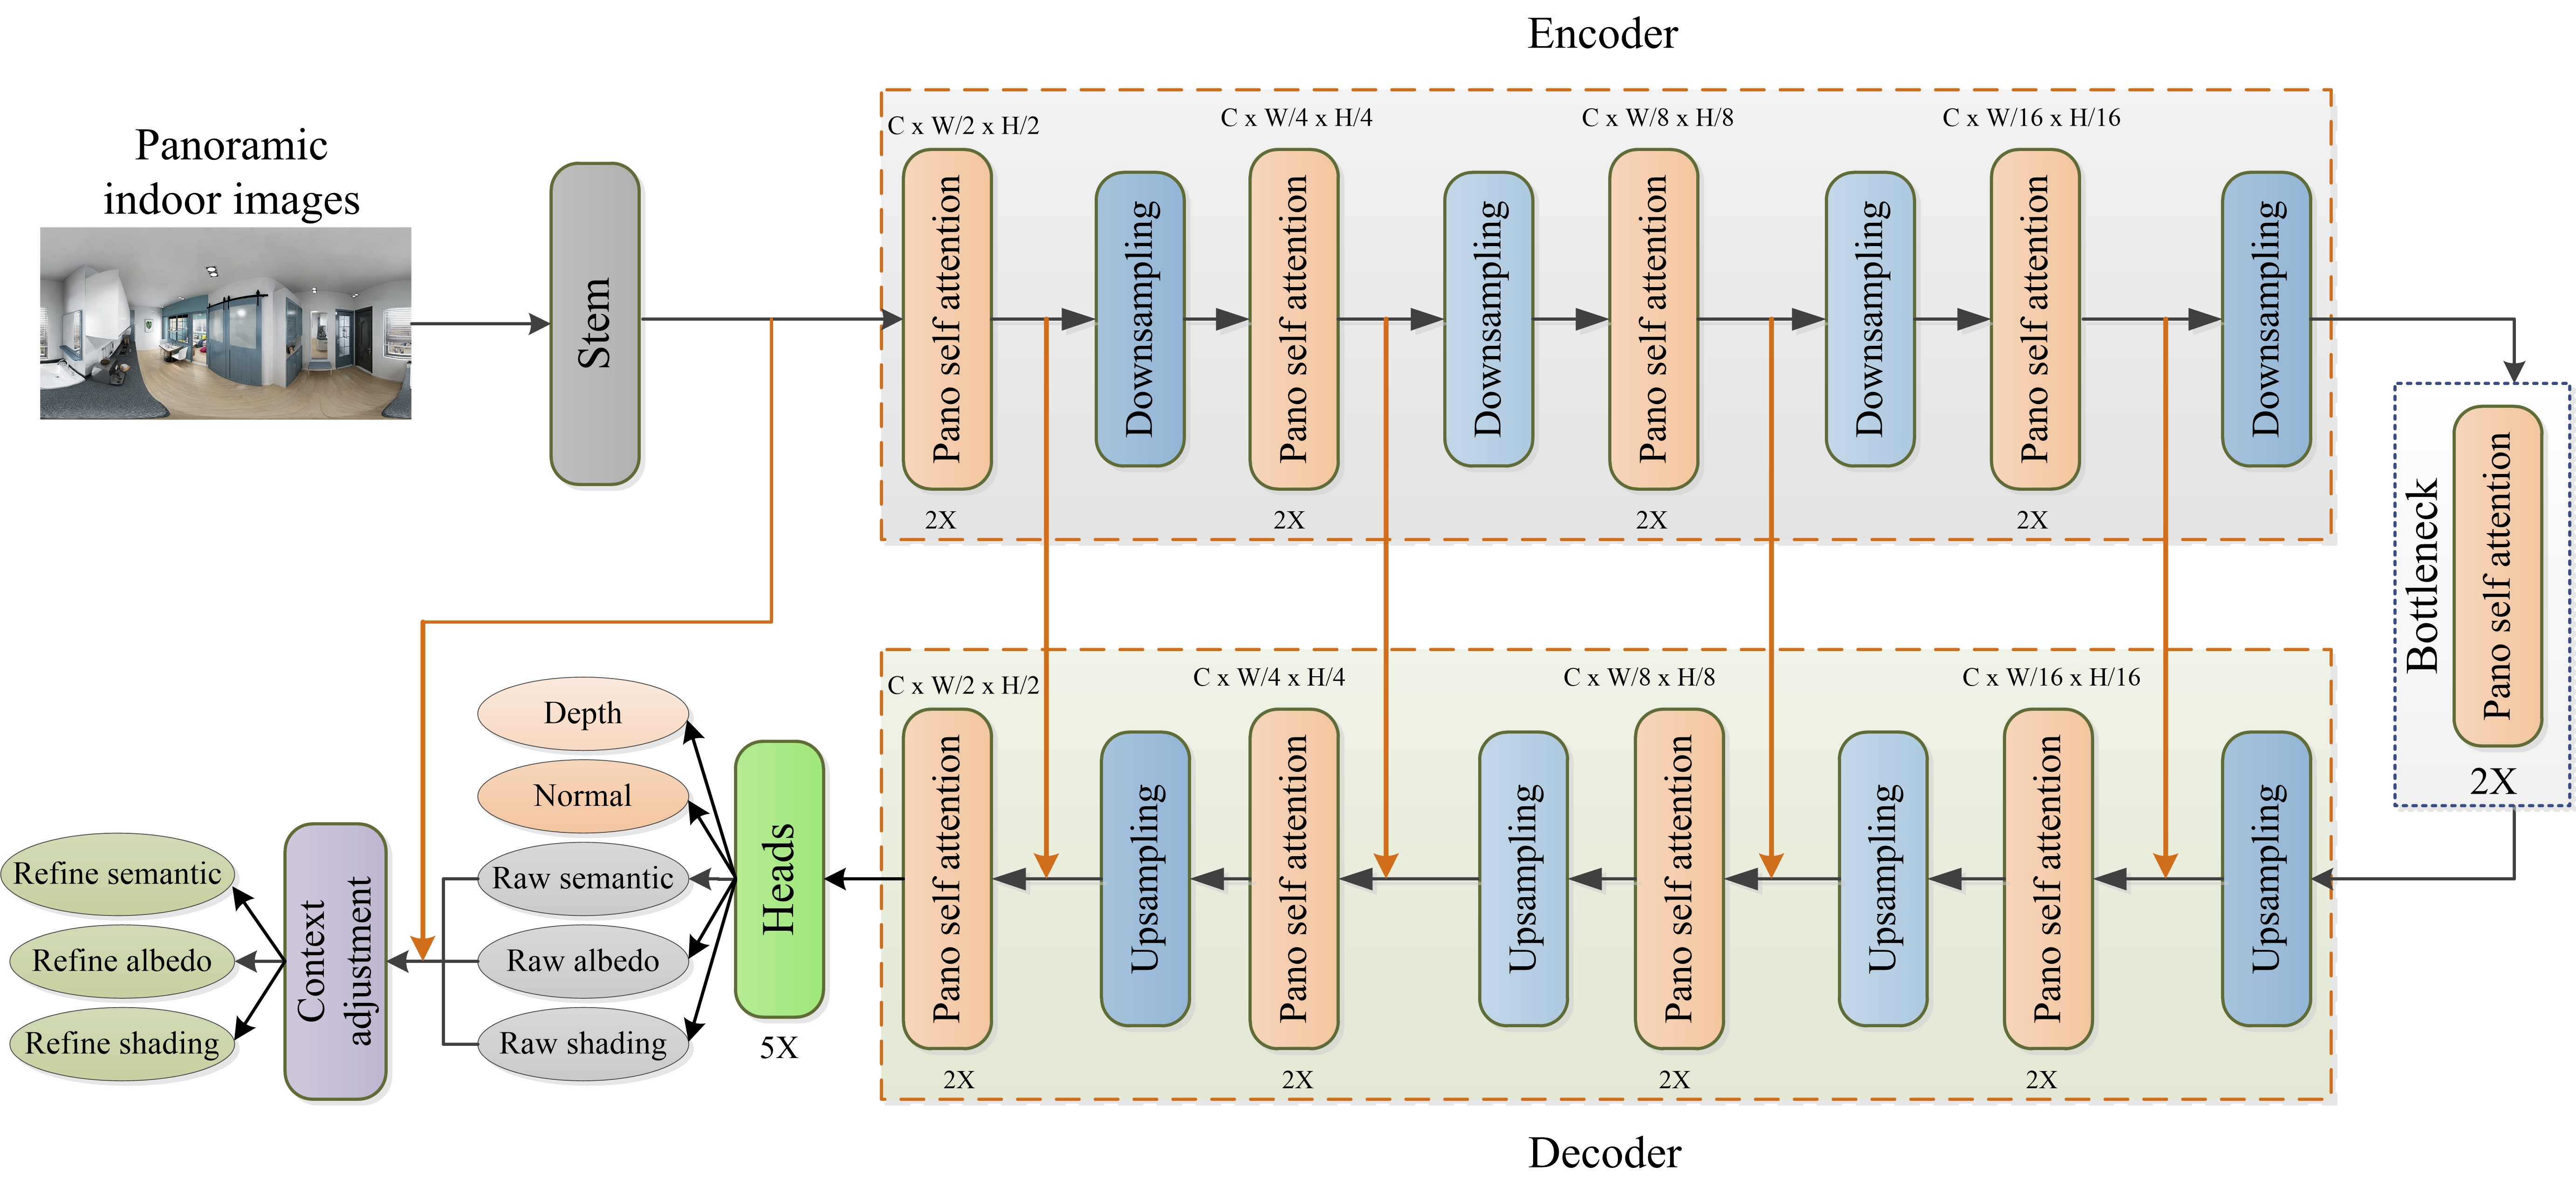 Encoder
Panoramic
indoor images
Stem
C x W/2 x H/2
C x W/4 x H/4
C x W/8 x H/8
C x W/16 x H/16
Pano self attention
Downsampling
Pano self attention
Downsampling
Pano self attention
Downsampling
Pano self attention
Downsampling
2X
2X
2X
2X
Bottleneck
Pano self attention
2X
C x W/2 x H/2
C x W/4 x H/4
C x W/8 x H/8
C x W/16 x H/16
Pano self attention
Upsampling
Pano self attention
Upsampling
Pano self attention
Upsampling
Pano self attention
Upsampling
2X
2X
2X
2X
Decoder
Heads
5X
Depth
Normal
Raw semantic
Raw albedo
Raw shading
Context
adjustment
Refine semantic
Refine albedo
Refine shading